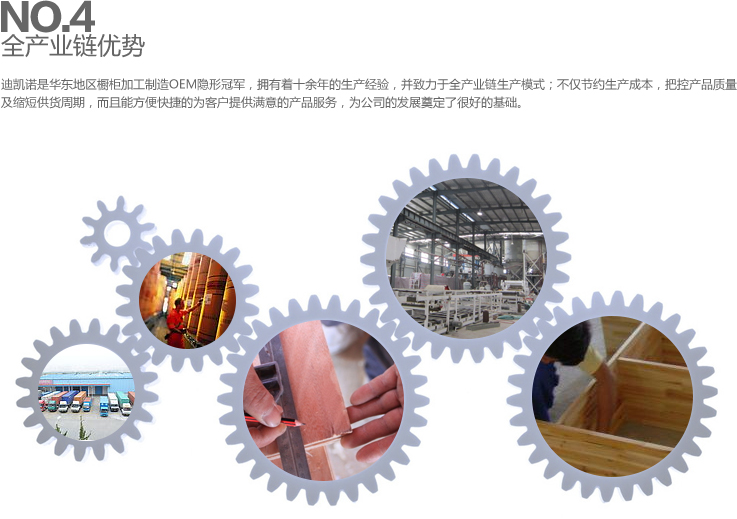 NO.4
全产业链优势
迪凯诺是华东地区橱柜加工制造OEM隐形冠军，拥有着十余年的生产经验，并致力于全产业链生产模式；不仅节约生产成本，把控产品质量
及缩短供货周期，而且能方便快捷的为客户提供满意的产品服务，为公司的发展奠定了很好的基础。